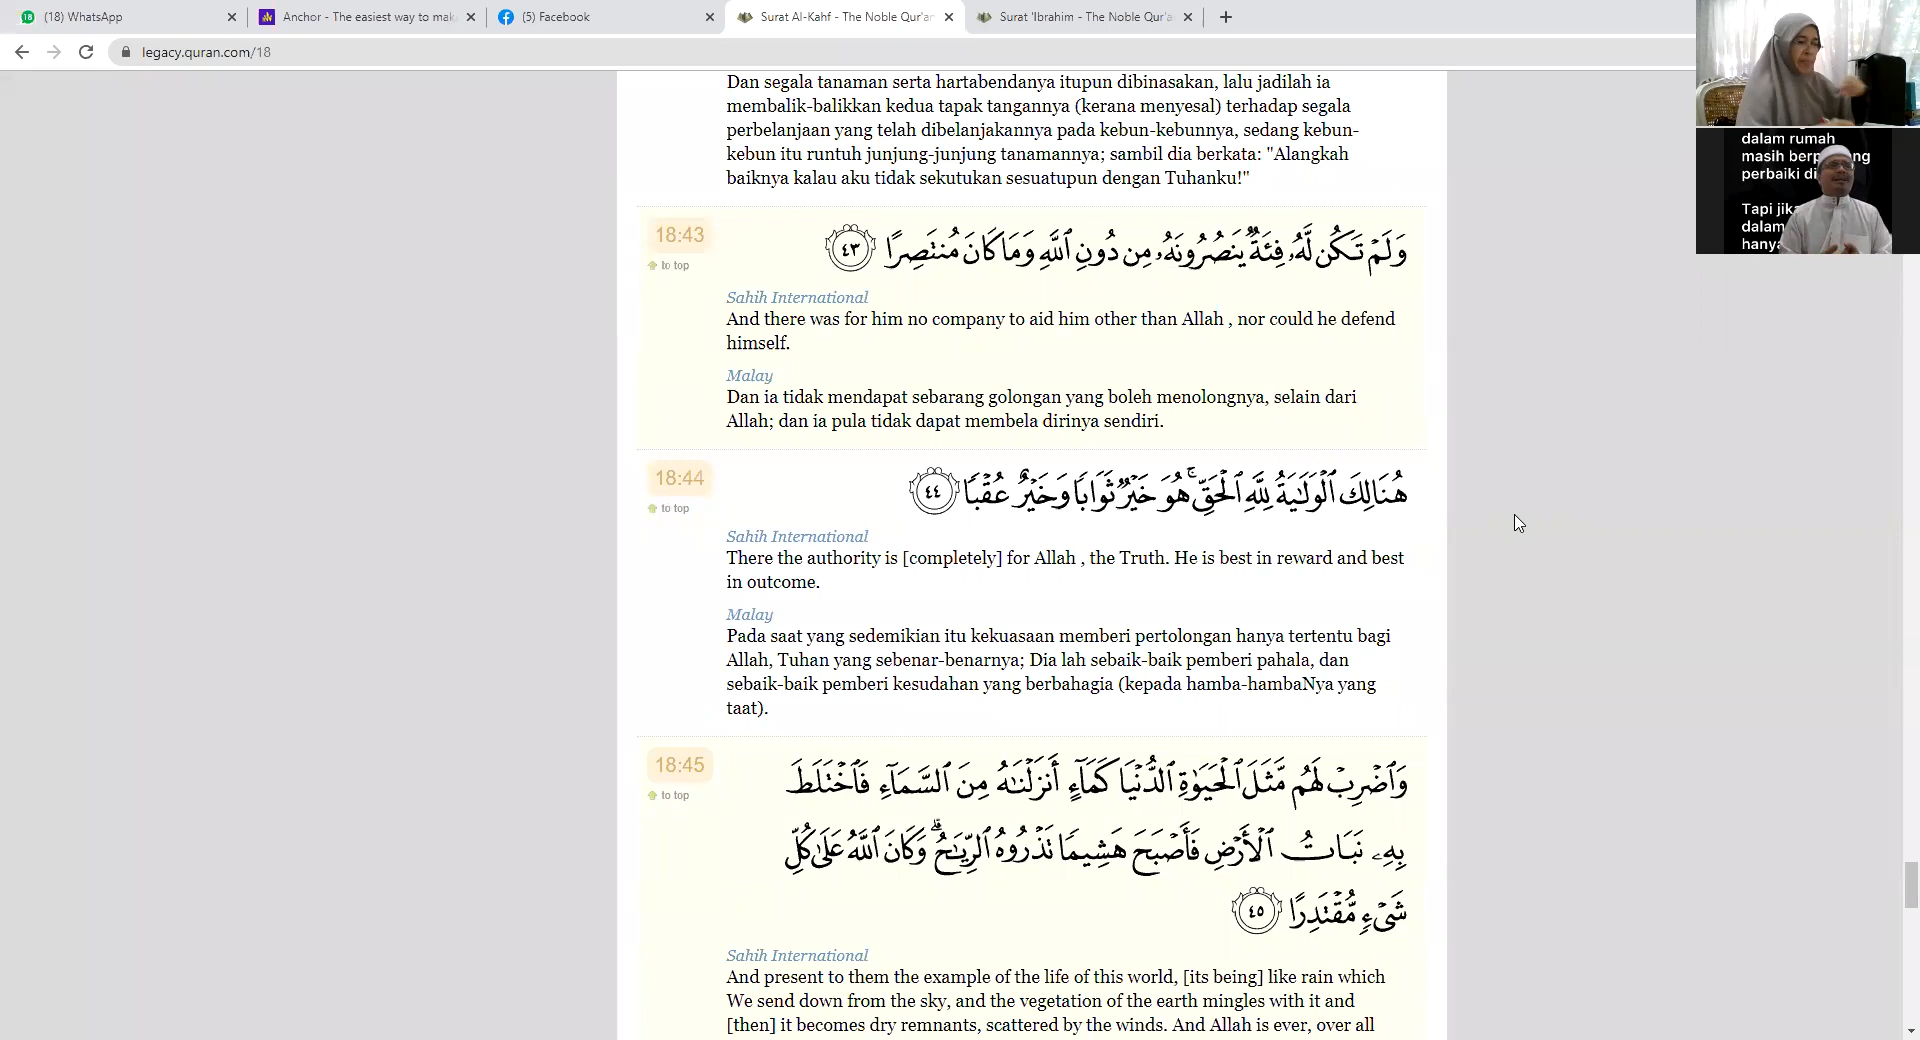 (18) WhatsApp
Anchor - The easiest way to mak
(5) Facebook
Surat Al-Kahf - The Noble Qur'an
Surat 'Ibrahim - The Noble Qur'a
legacy.quran.com/18
Dan segala tanaman serta hartabendanya itupun dibinasakan, lalu jadilah ia
membalik-balikkan kedua tapak tangannya (kerana menyesal) terhadap segala
perbelanjaan yang telah dibelanjakannya pada kebun-kebunnya, sedang kebun-
kebun itu runtuh junjung-junjung tanamannya; sambil dia berkata: "Alangkah
baiknya kalau aku tidak sekutukan sesuatupun dengan Tuhanku!"
18:43
to top
وَلَمْ تَكُن لَّهُۥ فِئَةٌ يَنصُرُونَهُۥ مِن دُونِ ٱللَّهِ وَمَا كَانَ مُنتَصِرًا ٤٣
Sahih International
And there was for him no company to aid him other than Allah , nor could he defend
himself.
Malay
Dan ia tidak mendapat sebarang golongan yang boleh menolongnya, selain dari
Allah; dan ia pula tidak dapat membela dirinya sendiri.
18:44
to top
هُنَالِكَ ٱلْوَلَـٰيَةُ لِلَّهِ ٱلْحَقِّ ۚ هُوَ خَيْرٌ ثَوَابًا وَخَيْرٌ عُقْبًا ٤٤
Sahih International
There the authority is [completely] for Allah , the Truth. He is best in reward and best
in outcome.
Malay
Pada saat yang sedemikian itu kekuasaan memberi pertolongan hanya tertentu bagi
Allah, Tuhan yang sebenar-benarnya; Dia lah sebaik-baik pemberi pahala, dan
sebaik-baik pemberi kesudahan yang berbahagia (kepada hamba-hambaNya yang
taat).
18:45
to top
وَٱضْرِبْ لَهُم مَّثَلَ ٱلْحَيَوٰةِ ٱلدُّنْيَا كَمَآءٍ أَنزَلْنَـٰهُ مِنَ ٱلسَّمَآءِ فَٱخْتَلَطَ
بِهِۦ نَبَاتُ ٱلْأَرْضِ فَأَصْبَحَ هَشِيمًا تَذْرُوهُ ٱلرِّيَـٰحُ ۗ وَكَانَ ٱللَّهُ عَلَىٰ كُلِّ
شَىْءٍ مُّقْتَدِرًا ٤٥
Sahih International
And present to them the example of the life of this world, [its being] like rain which
We send down from the sky, and the vegetation of the earth mingles with it and
[then] it becomes dry remnants, scattered by the winds. And Allah is ever, over all
dalam rumah
masih
perbaiki
Tapi jika
dalam
hanya